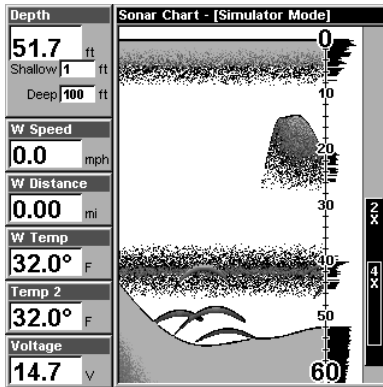 Depth
51.7 ft
Shallow 1 ft
Deep 100 ft
W Speed
0.0 mph
W Distance
0.00 mi
W Temp
32.0° F
Temp 2
32.0° F
Voltage
14.7 V
Sonar Chart - [Simulator Mode]
0
10
20
30
40
50
60
2X
4X